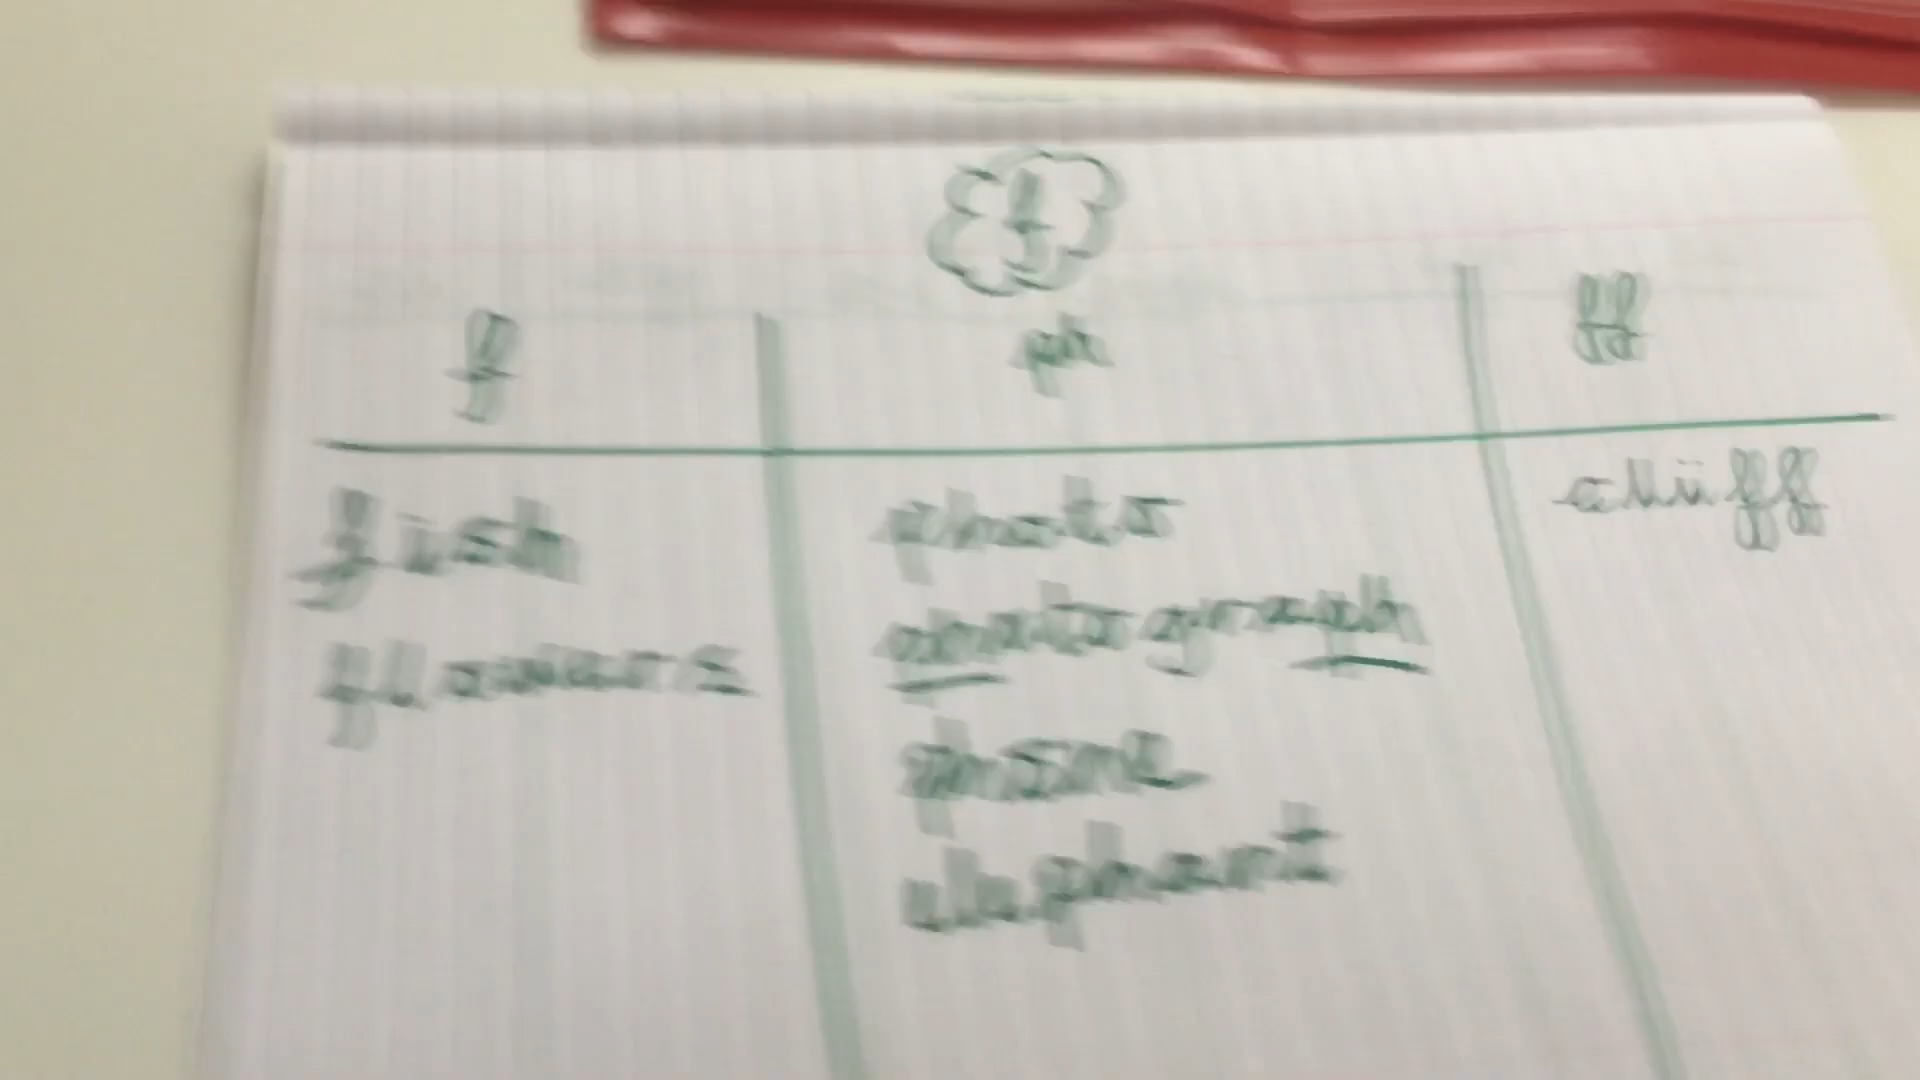 f
f ph ff
fish photo cliff
flowers photograph
phone
elephant